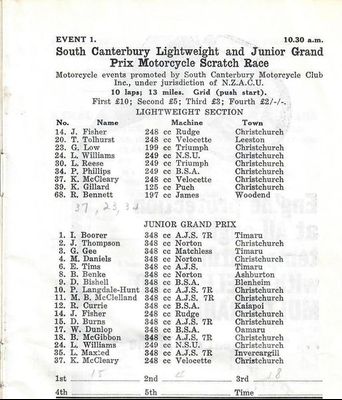 EVENT 1. 10.30 a.m.
South Canterbury Lightweight and Junior Grand
Prix Motorcycle Scratch Race
Motorcycle events promoted by South Canterbury Motorcycle Club
Inc., under jurisdiction of N.Z.A.C.U.
10 laps; 13 miles. Grid (push start).
First £10; Second £5; Third £3; Fourth £2/-/-.
LIGHTWEIGHT SECTION
No. Name Machine Town
14. J. Fisher 248 cc Rudge Christchurch
20. T. Tolhurst 248 cc Velocette Leeston
23. G. Low 199 cc Triumph Christchurch
24. L. Williams 249 cc N.S.U. Christchurch
30. L. Reese 249 cc Triumph Christchurch
34. P. Phillips 249 cc B.S.A. Christchurch
37. K. McCleary 248 cc Velocette Christchurch
39. K. Gillard 125 cc Puch Christchurch
68. R. Bennett 197 cc James Woodend
37, 23, 34
JUNIOR GRAND PRIX
1. I. Boorer 348 cc A.J.S. 7R Timaru
2. J. Thompson 348 cc Norton Christchurch
3. G. Gee 348 cc Matchless Timaru
4. M. Daniels 348 cc Norton Christchurch
6. E. Tims 348 cc A.J.S. Timaru
8. B. Benke 348 cc Norton Ashburton
9. D. Bishell 348 cc B.S.A. Blenheim
10. P. Langdale-Hunt 348 cc A.J.S. 7R Christchurch
11. M. B. McClelland 348 cc A.J.S. 7R Christchurch
12. R. Currie 348 cc B.S.A. Kaiapoi
14. J. Fisher 248 cc Rudge Christchurch
15. D. Burns 348 cc A.J.S. 7R Christchurch
17. W. Dunlop 348 cc B.S.A. Oamaru
18. B. McGibbon 348 cc A.J.S. 7R Christchurch
24. L. Williams 249 cc N.S.U. Christchurch
35. L. Maxted 348 cc A.J.S. 7R Invercargill
37. K. McCleary 248 cc Velocette Christchurch
1st 15 2nd 3rd 18
4th 5th Time